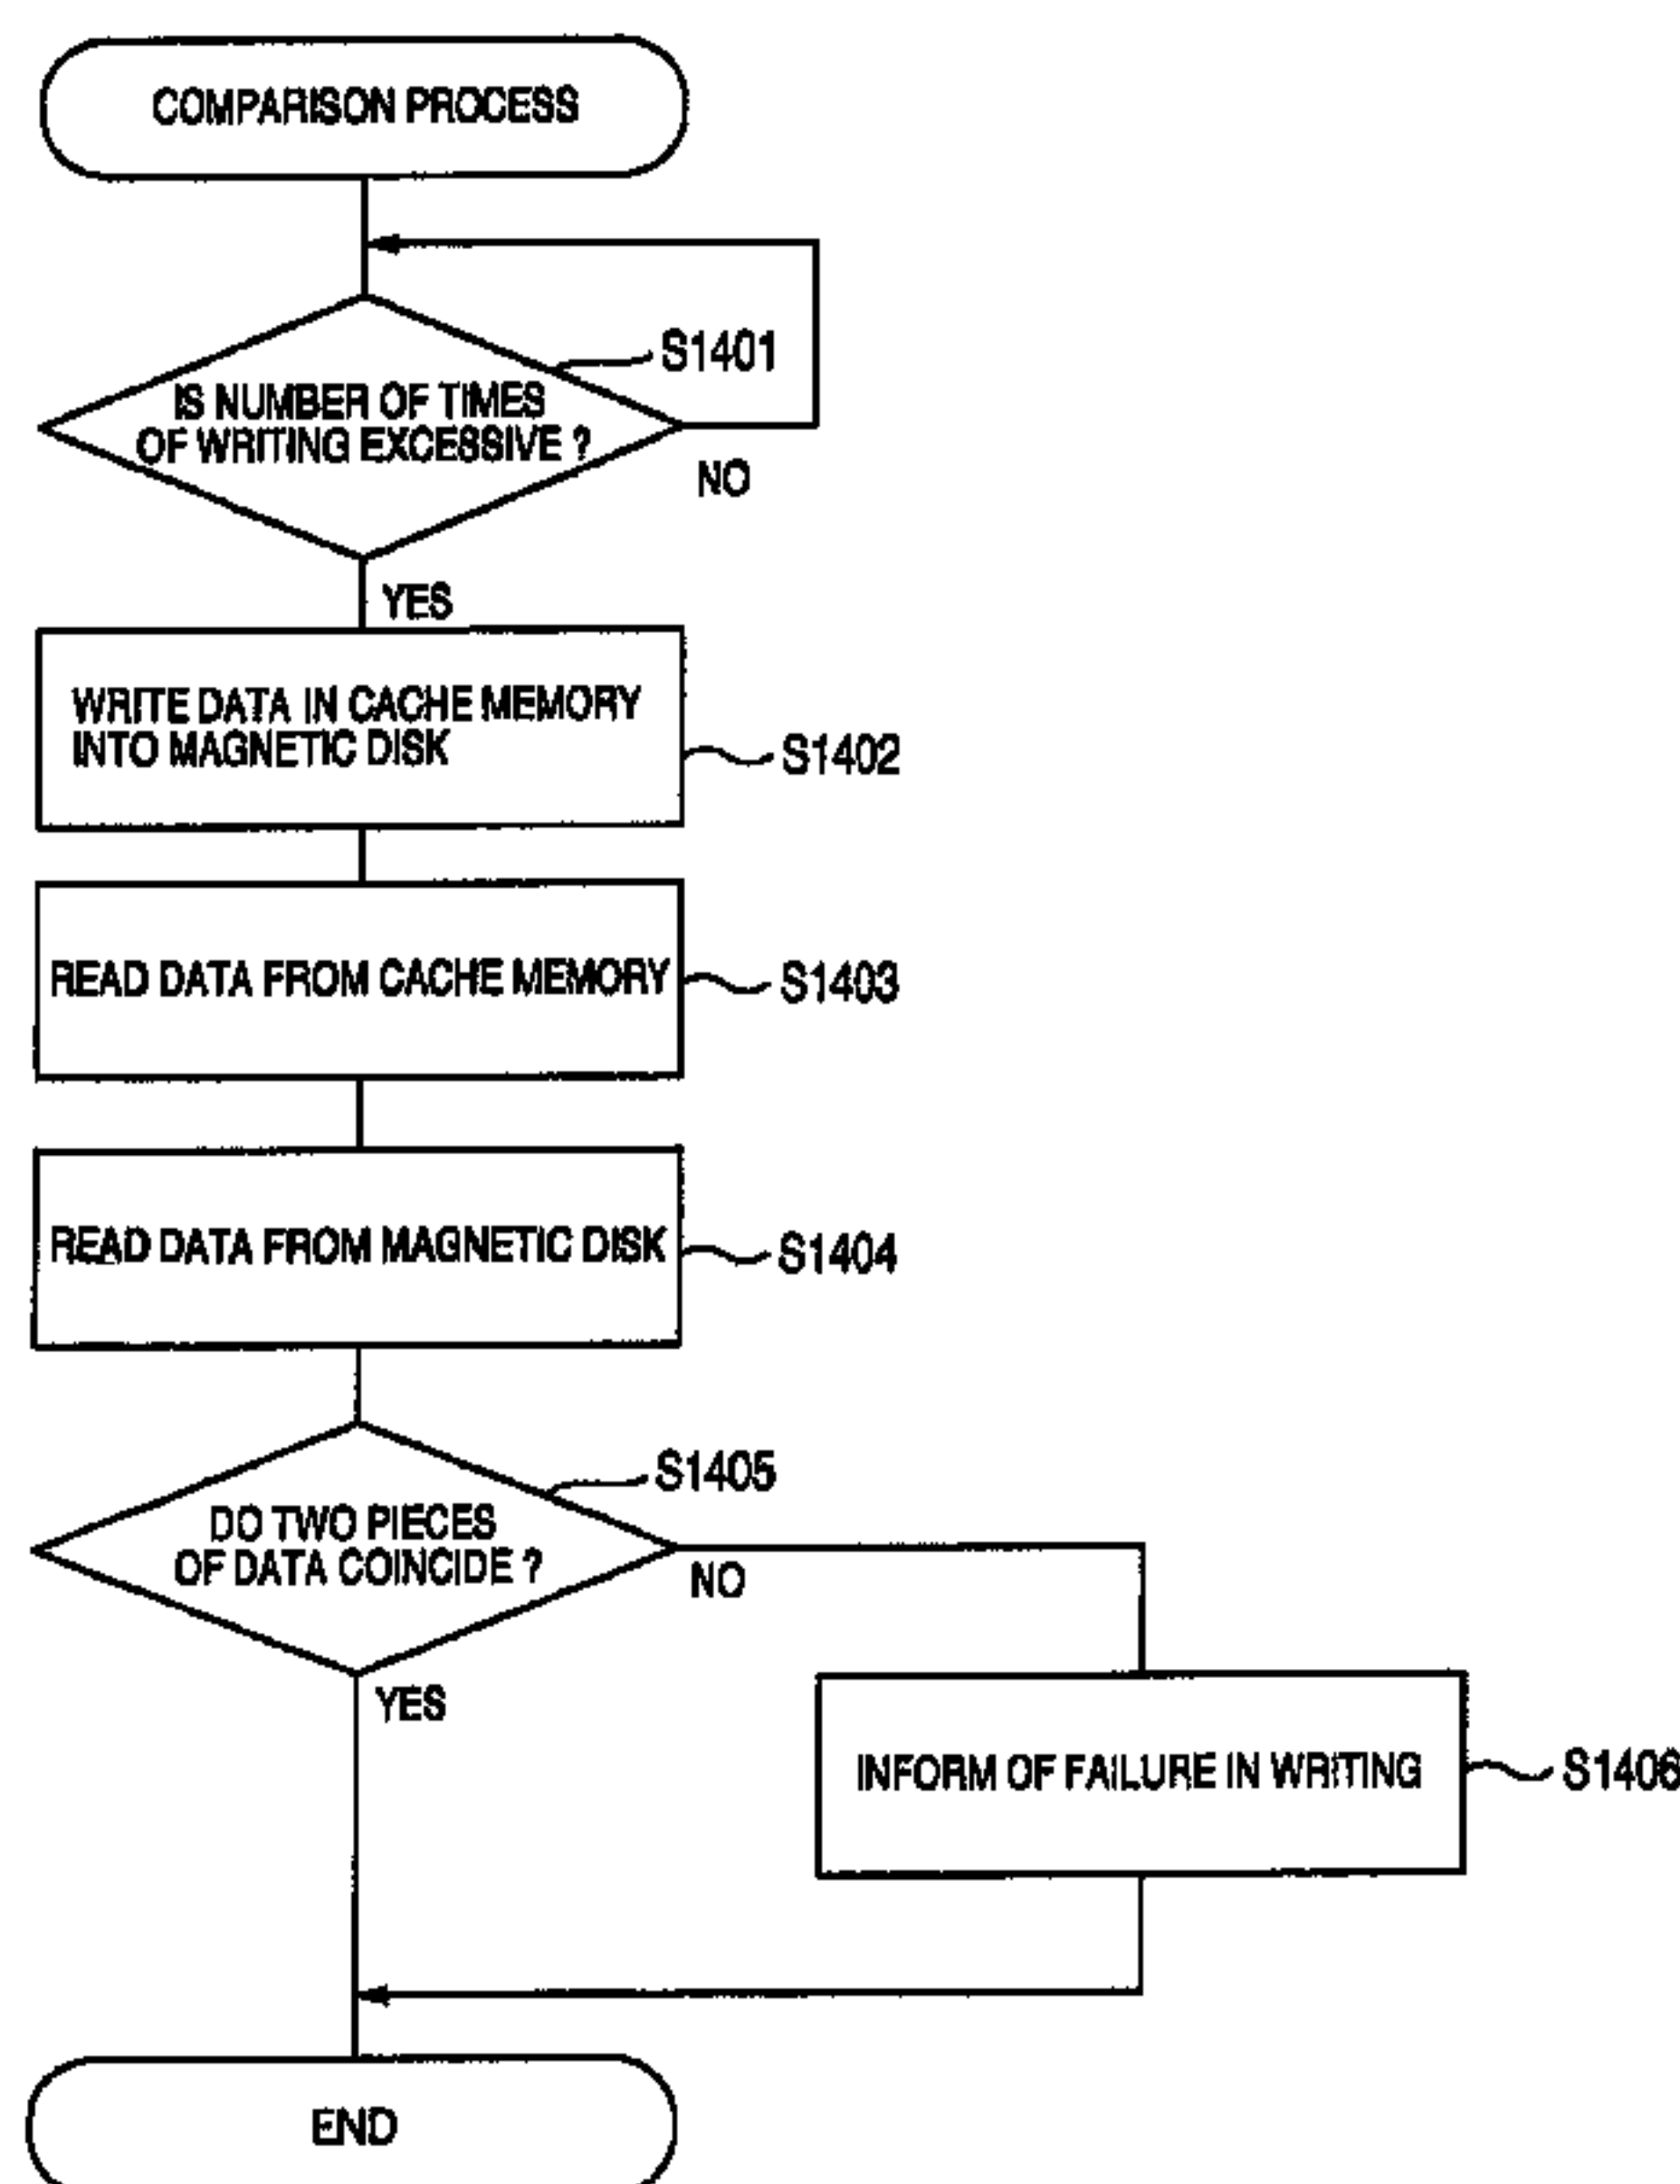 COMPARISON PROCESS
S1401
IS NUMBER OF TIMES
OF WRITING EXCESSIVE ?
NO
YES
WRITE DATA IN CACHE MEMORY
INTO MAGNETIC DISK
S1402
READ DATA FROM CACHE MEMORY
S1403
READ DATA FROM MAGNETIC DISK
S1404
S1405
DO TWO PIECES
OF DATA COINCIDE ?
NO
YES
INFORM OF FAILURE IN WRITING
S1406
END